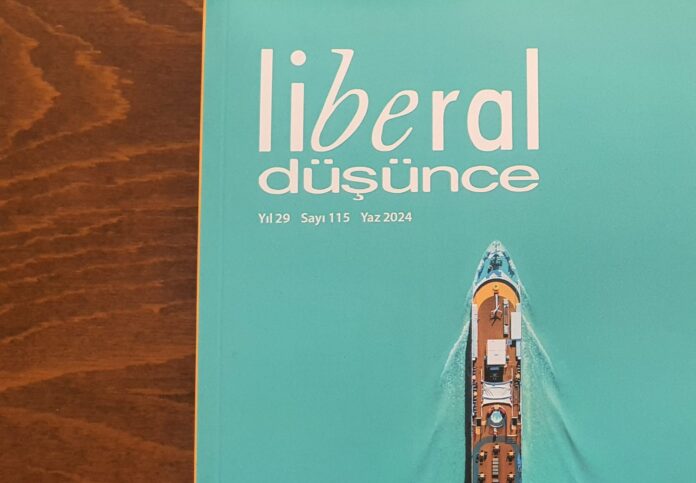 liberal
düşünce
Yıl 29 Sayı 115 Yaz 2024